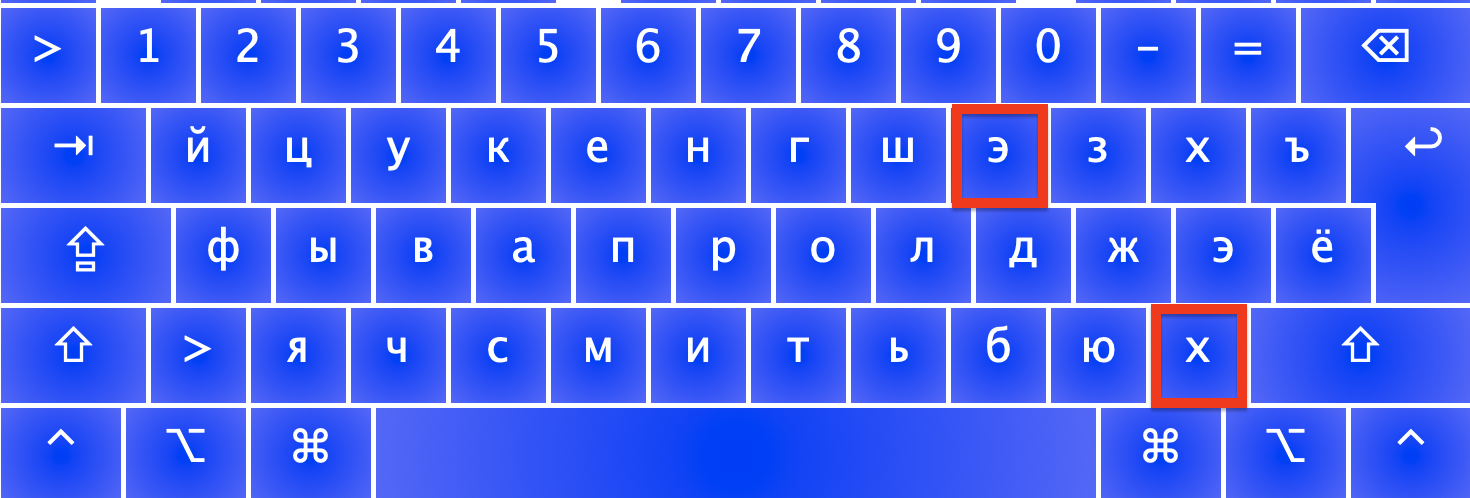 > 1 2 3 4 5 6 7 8 9 0 – = ⌫
⇥ й ц у к е н г ш э з х ъ ↩
⇪ ф ы в а п р о л д ж э ё
⇧ > я ч с м и т ь б ю х ⇧
⌃ ⌥ ⌘ ⌘ ⌥ ⌃